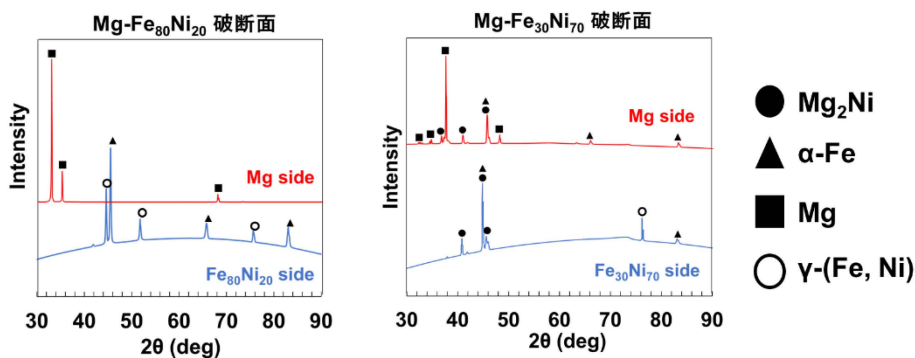 Mg-Fe80Ni20 破断面
Intensity
Mg side
Fe80Ni20 side
30 40 50 60 70 80 90
2θ (deg)
Mg-Fe30Ni70 破断面
Intensity
Mg side
Fe30Ni70 side
30 40 50 60 70 80 90
2θ (deg)
Mg2Ni
α-Fe
Mg
γ-(Fe, Ni)